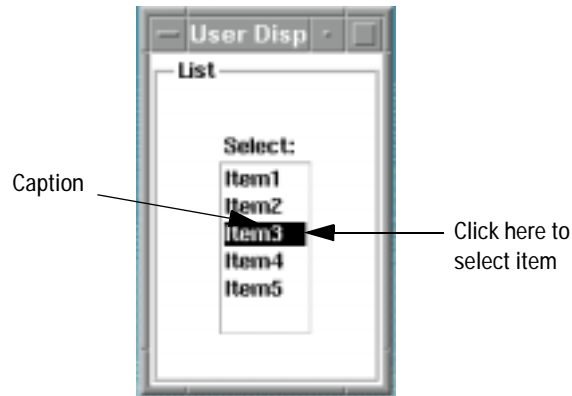 User Disp
List
Select:
Item1
Item2
Item3
Item4
Item5
Caption
Click here to
select item